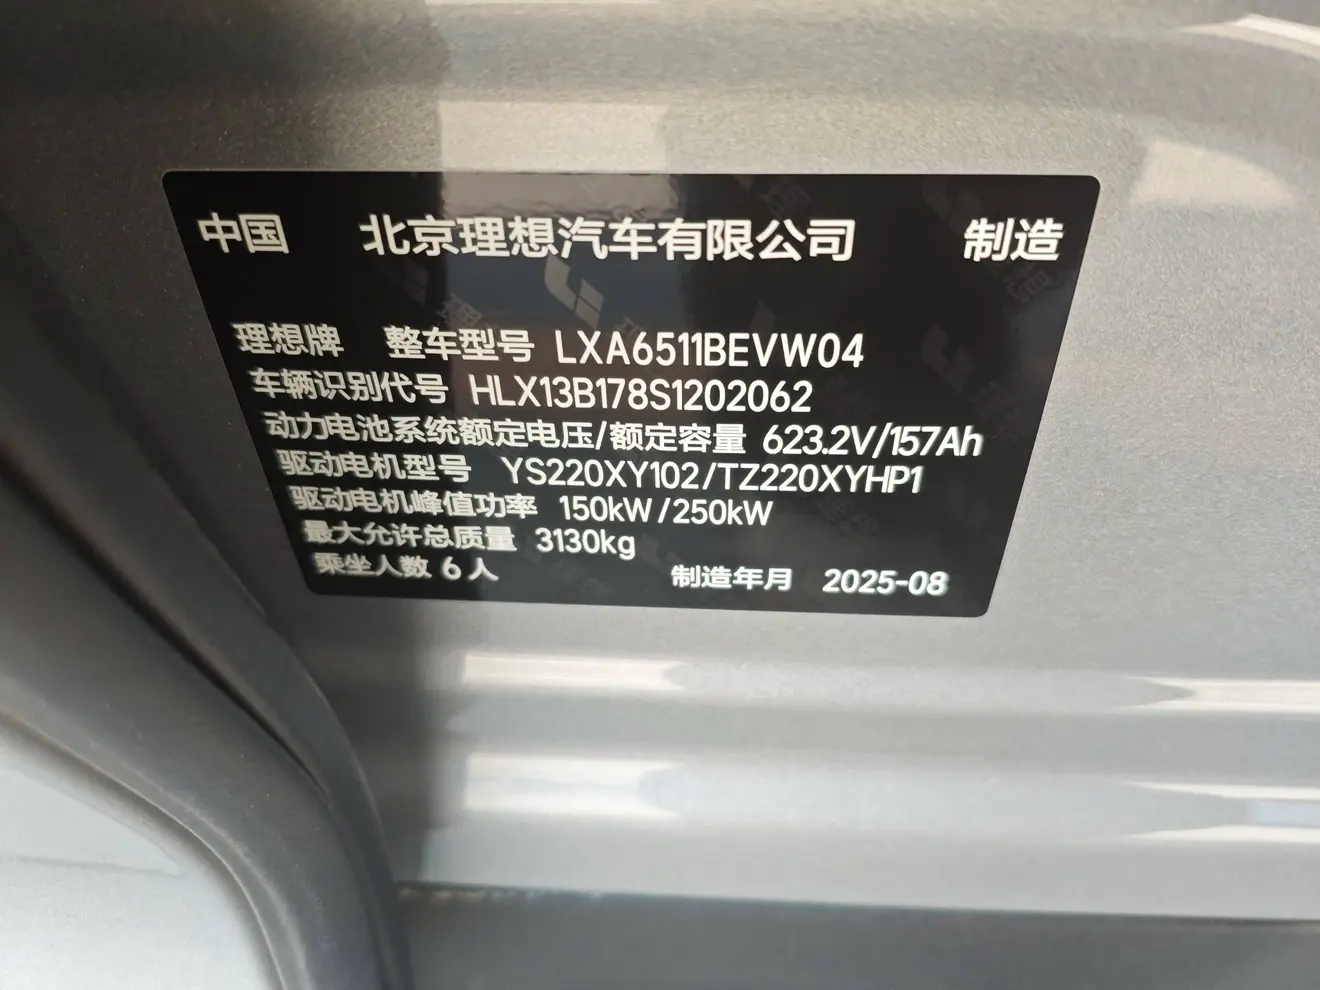 中国 北京理想汽车有限公司 制造
理想牌 整车型号 LXA6511BEVW04
车辆识别代号 HLX13B178S1202062
动力电池系统额定电压/额定容量 623.2V/157Ah
驱动电机型号 YS220XY102/TZ220XYHP1
驱动电机峰值功率 150kW/250kW
最大允许总质量 3130kg
乘坐人数 6人 制造年月 2025-08